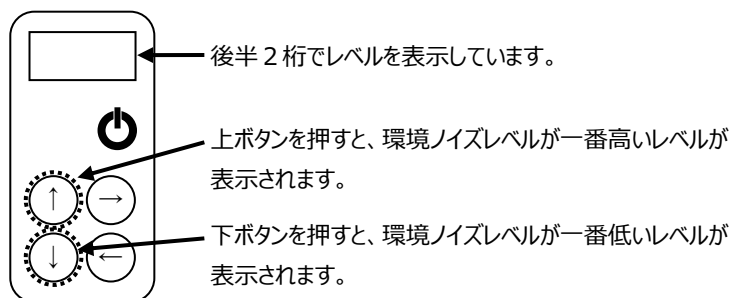 後半２桁でレベルを表示しています。
上ボタンを押すと、環境ノイズレベルが一番高いレベルが
表示されます。
↑ →
下ボタンを押すと、環境ノイズレベルが一番低いレベルが
表示されます。
↓ ←